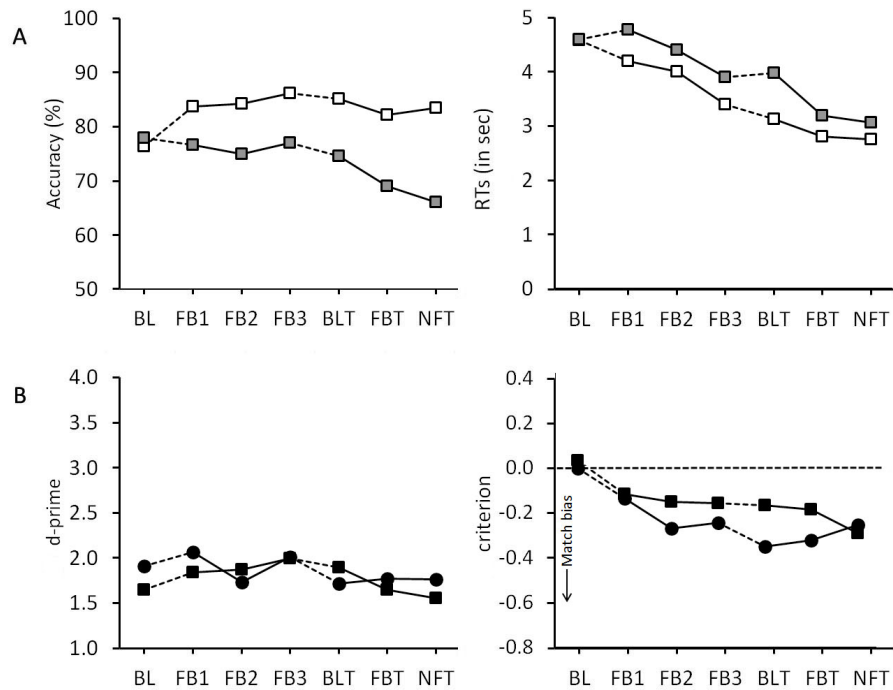 A
Accuracy (%)
100
90
80
70
60
50
BL FB1 FB2 FB3 BLT FBT NFT
RTs (in sec)
5
4
3
2
1
0
BL FB1 FB2 FB3 BLT FBT NFT
B
d-prime
4.0
3.5
3.0
2.5
2.0
1.5
1.0
BL FB1 FB2 FB3 BLT FBT NFT
criterion
0.4
0.2
0.0
-0.2
-0.4
-0.6
-0.8
Match bias
BL FB1 FB2 FB3 BLT FBT NFT